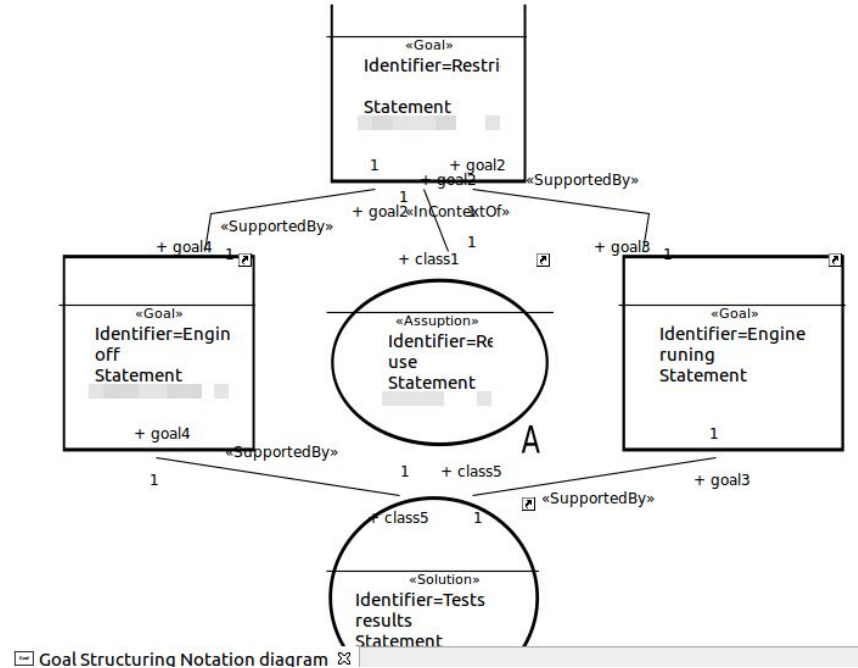 «Goal»
Identifier=Restri
Statement
1 + goal2
+ goal2 «SupportedBy»
1
+ goal2 «InContextOf» 1
«SupportedBy»
+ goal4 1 1 + goal3 1
+ class1
«Goal»
Identifier=Engin
off
Statement
+ goal4
«Assuption»
Identifier=Re
use
Statement
A
«Goal»
Identifier=Engine
runing
Statement
1
«SupportedBy»
1 1 + class5 + goal3
«SupportedBy»
+ class5 1
«Solution»
Identifier=Tests
results
Statement
Goal Structuring Notation diagram